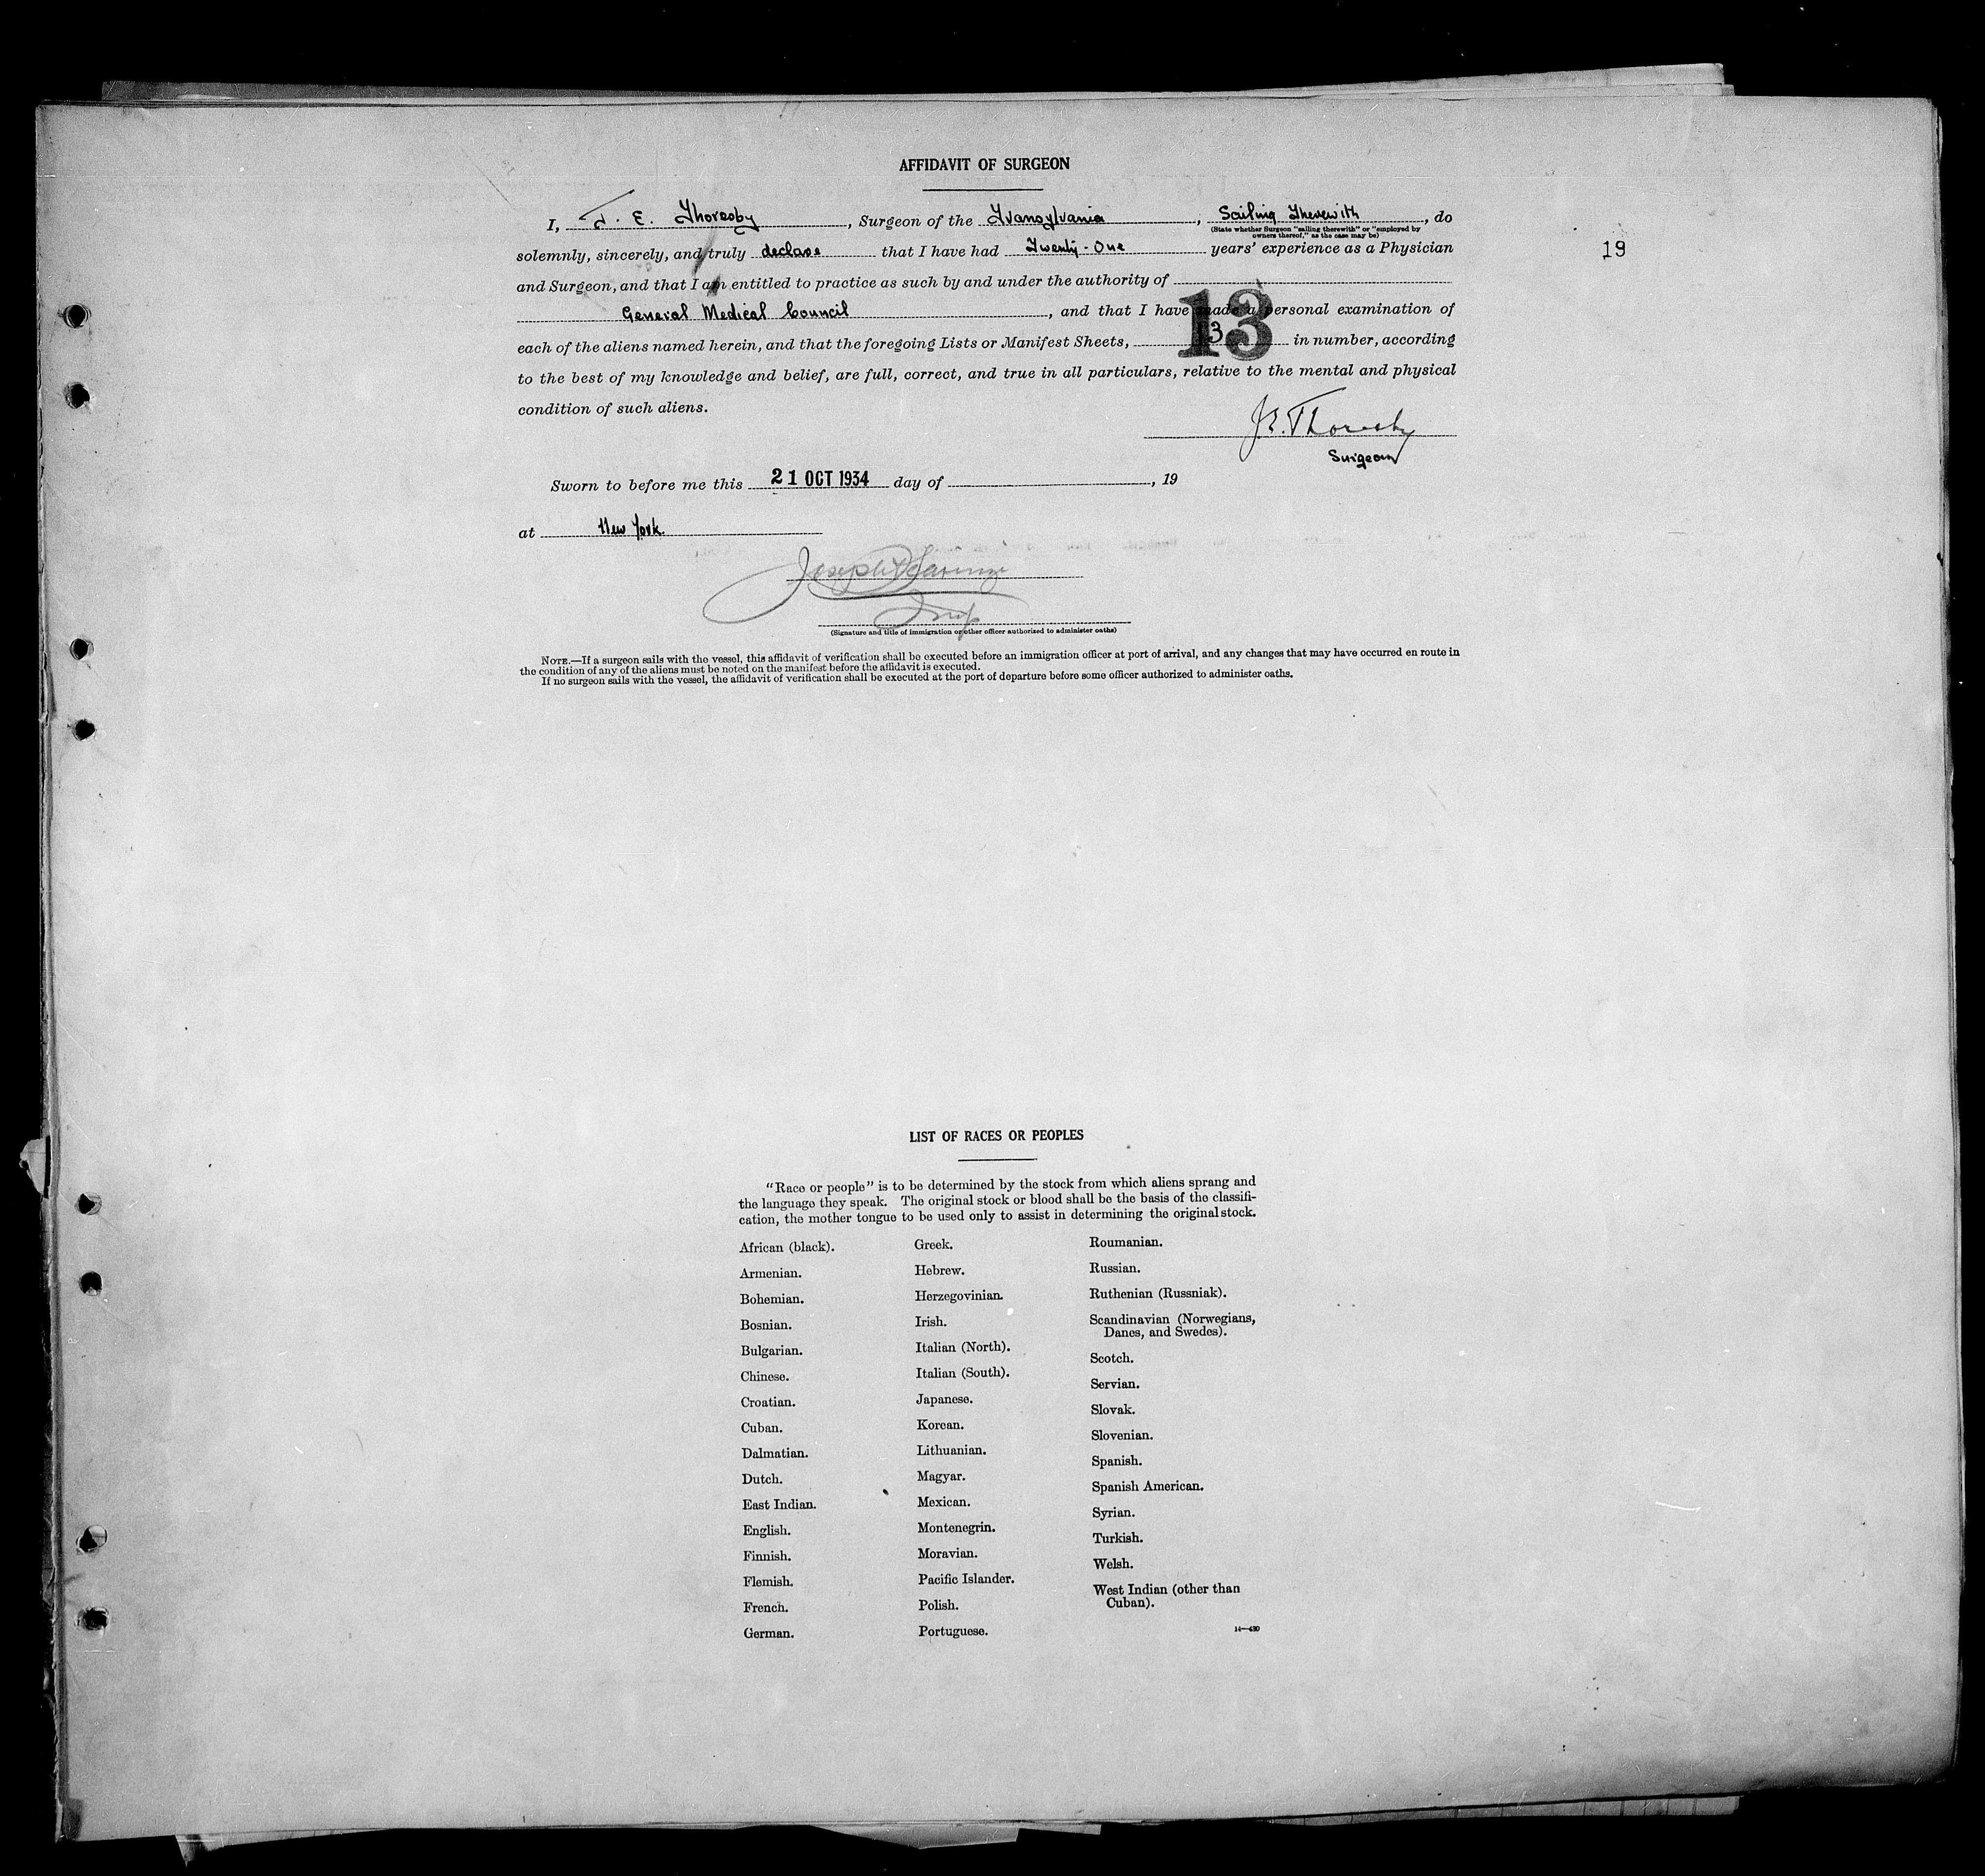 AFFIDAVIT OF SURGEON
I, J. E. Thoresby, Surgeon of the Transylvania, Sailing Therewith, do
(State whether Surgeon "sailing therewith" or "employed by
owners thereof," as the case may be)
solemnly, sincerely, and truly declare that I have had Twenty-One years' experience as a Physician
19
and Surgeon, and that I am entitled to practice as such by and under the authority of
General Medical Council, and that I have made a personal examination of
13
each of the aliens named herein, and that the foregoing Lists or Manifest Sheets, 3 in number, according
to the best of my knowledge and belief, are full, correct, and true in all particulars, relative to the mental and physical
condition of such aliens.
J.E. Thoresby
Surgeon
Sworn to before me this 21 OCT 1934 day of , 19
at New York.
Joseph
Insp
(Signature and title of immigration or other officer authorized to administer oaths)
NOTE.—If a surgeon sails with the vessel, this affidavit of verification shall be executed before an immigration officer at port of arrival, and any changes that may have occurred en route in
the condition of any of the aliens must be noted on the manifest before the affidavit is executed.
If no surgeon sails with the vessel, the affidavit of verification shall be executed at the port of departure before some officer authorized to administer oaths.
LIST OF RACES OR PEOPLES
"Race or people" is to be determined by the stock from which aliens sprang and
the language they speak. The original stock or blood shall be the basis of the classifi-
cation, the mother tongue to be used only to assist in determining the original stock.
African (black).
Armenian.
Bohemian.
Bosnian.
Bulgarian.
Chinese.
Croatian.
Cuban.
Dalmatian.
Dutch.
East Indian.
English.
Finnish.
Flemish.
French.
German.
Greek.
Hebrew.
Herzegovinian.
Irish.
Italian (North).
Italian (South).
Japanese.
Korean.
Lithuanian.
Magyar.
Mexican.
Montenegrin.
Moravian.
Pacific Islander.
Polish.
Portuguese.
Roumanian.
Russian.
Ruthenian (Russniak).
Scandinavian (Norwegians,
Danes, and Swedes).
Scotch.
Servian.
Slovak.
Slovenian.
Spanish.
Spanish American.
Syrian.
Turkish.
Welsh.
West Indian (other than
Cuban).
14—430